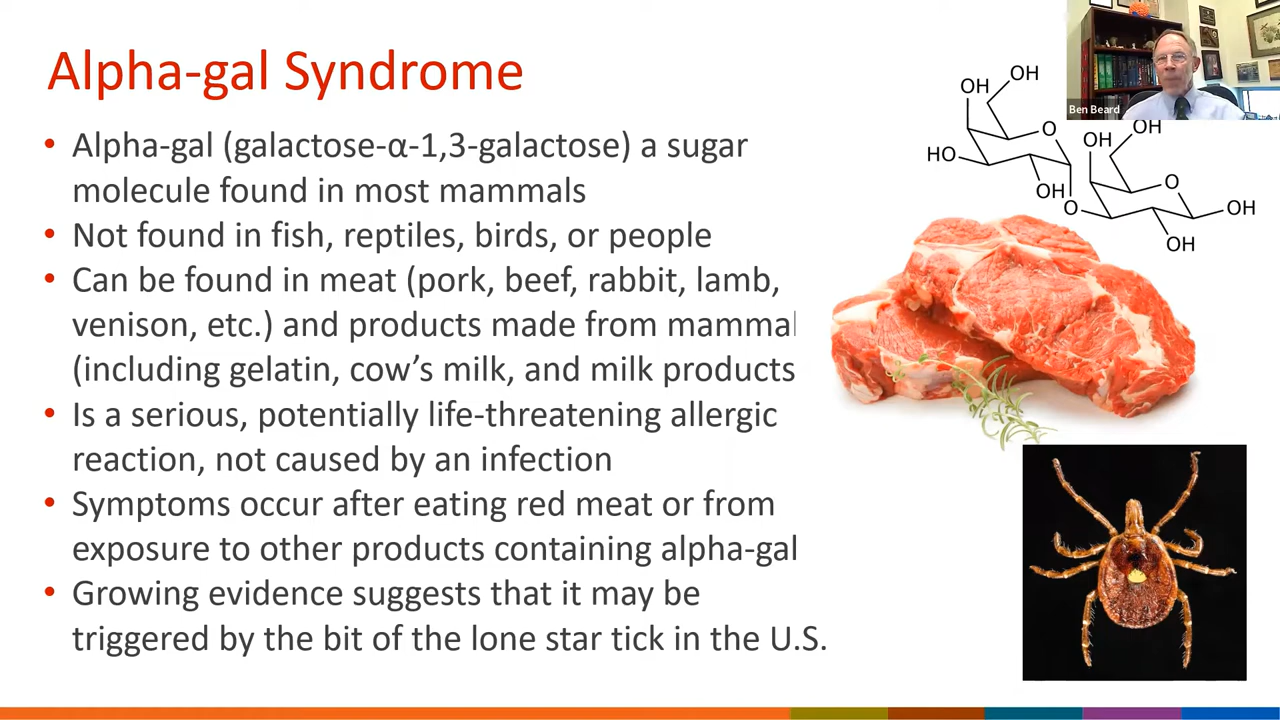 Alpha-gal Syndrome
• Alpha-gal (galactose-α-1,3-galactose) a sugar
molecule found in most mammals
• Not found in fish, reptiles, birds, or people
• Can be found in meat (pork, beef, rabbit, lamb,
venison, etc.) and products made from mammal
(including gelatin, cow’s milk, and milk products
• Is a serious, potentially life-threatening allergic
reaction, not caused by an infection
• Symptoms occur after eating red meat or from
exposure to other products containing alpha-gal
• Growing evidence suggests that it may be
triggered by the bit of the lone star tick in the U.S.
Ben Beard
OH
OH
O
HO
OH
O
OH
OH
O
OH
OH